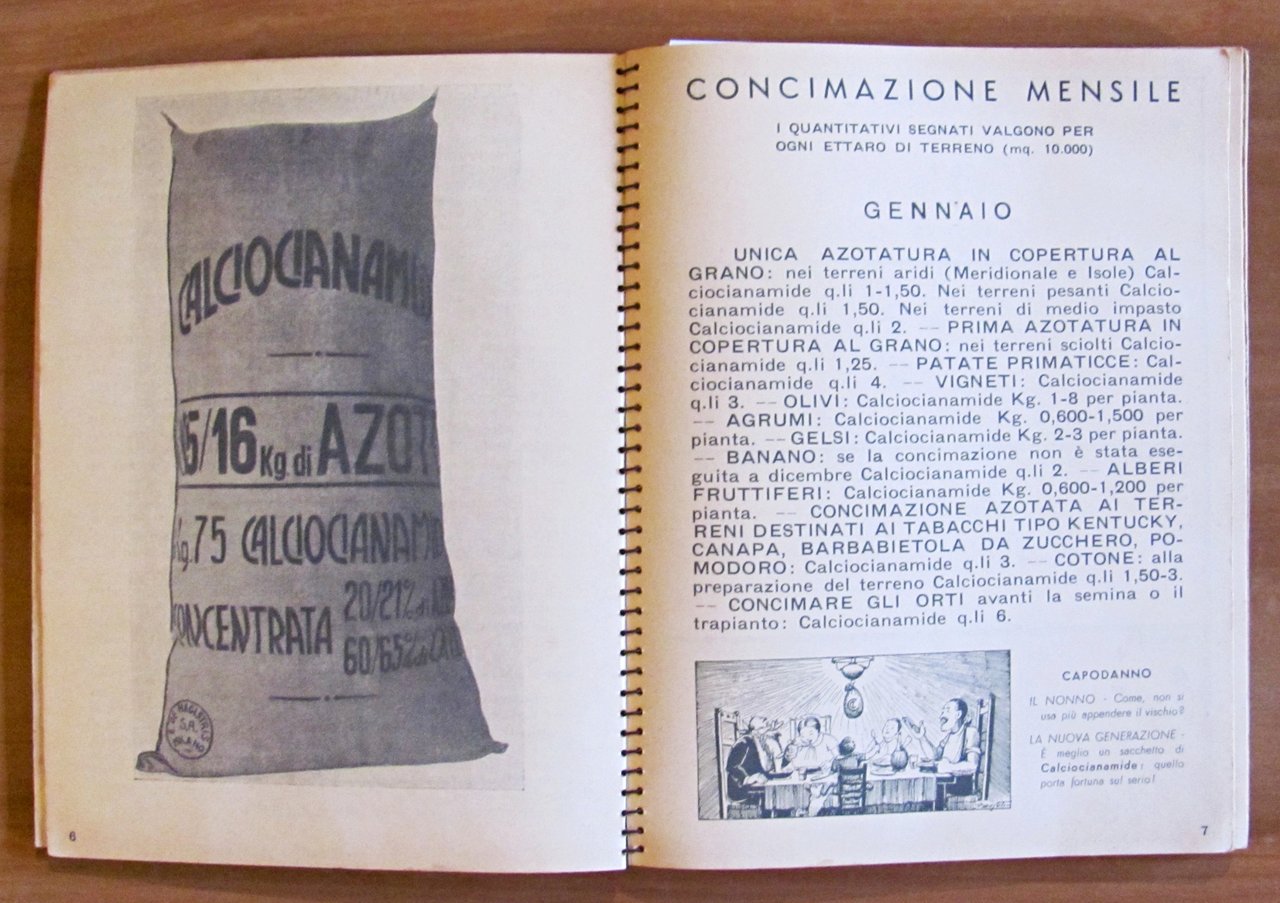 CALCIOCIANAMID
15/16 Kg. di AZOTO
Kg. 75 CALCIOCIANAMID
CONCENTRATA
20/21% di
60/65% di
S.A.
MILANO
6
CONCIMAZIONE MENSILE
I QUANTITATIVI SEGNATI VALGONO PER
OGNI ETTARO DI TERRENO (mq. 10.000)
GENNAIO
UNICA AZOTATURA IN COPERTURA AL
GRANO: nei terreni aridi (Meridionale e Isole) Cal-
ciocianamide q.li 1-1,50. Nei terreni pesanti Calcio-
cianamide q.li 1,50. Nei terreni di medio impasto
Calciocianamide q.li 2. — PRIMA AZOTATURA IN
COPERTURA AL GRANO: nei terreni sciolti Calcio-
cianamide q.li 1,25. — PATATE PRIMATICCE: Cal-
ciocianamide q.li 4. — VIGNETI: Calciocianamide
q.li 3. — OLIVI: Calciocianamide Kg. 1-8 per pianta.
— AGRUMI: Calciocianamide Kg. 0,600-1,500 per
pianta. — GELSI: Calciocianamide Kg. 2-3 per pianta.
— BANANO: se la concimazione non è stata ese-
guita a dicembre Calciocianamide q.li 2. — ALBERI
FRUTTIFERI: Calciocianamide Kg. 0,600-1,200 per
pianta. — CONCIMAZIONE AZOTATA AI TER-
RENI DESTINATI AI TABACCHI TIPO KENTUCKY,
CANAPA, BARBABIETOLA DA ZUCCHERO, PO-
MODORO: Calciocianamide q.li 3. — COTONE: alla
preparazione del terreno Calciocianamide q.li 1,50-3.
— CONCIMARE GLI ORTI avanti la semina o il
trapianto: Calciocianamide q.li 6.
CAPODANNO
IL NONNO - Come, non si
usa più appendere il vischio?
LA NUOVA GENERAZIONE -
È meglio un sacchetto di
Calciocianamide: quello
porta fortuna sul serio!
7